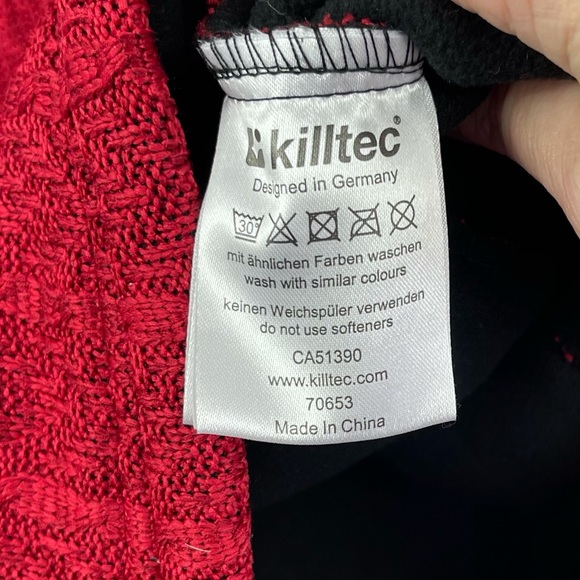 killtec®
Designed in Germany
30°
mit ähnlichen Farben waschen
wash with similar colours
keinen Weichspüler verwenden
do not use softeners
CA51390
www.killtec.com
70653
Made In China